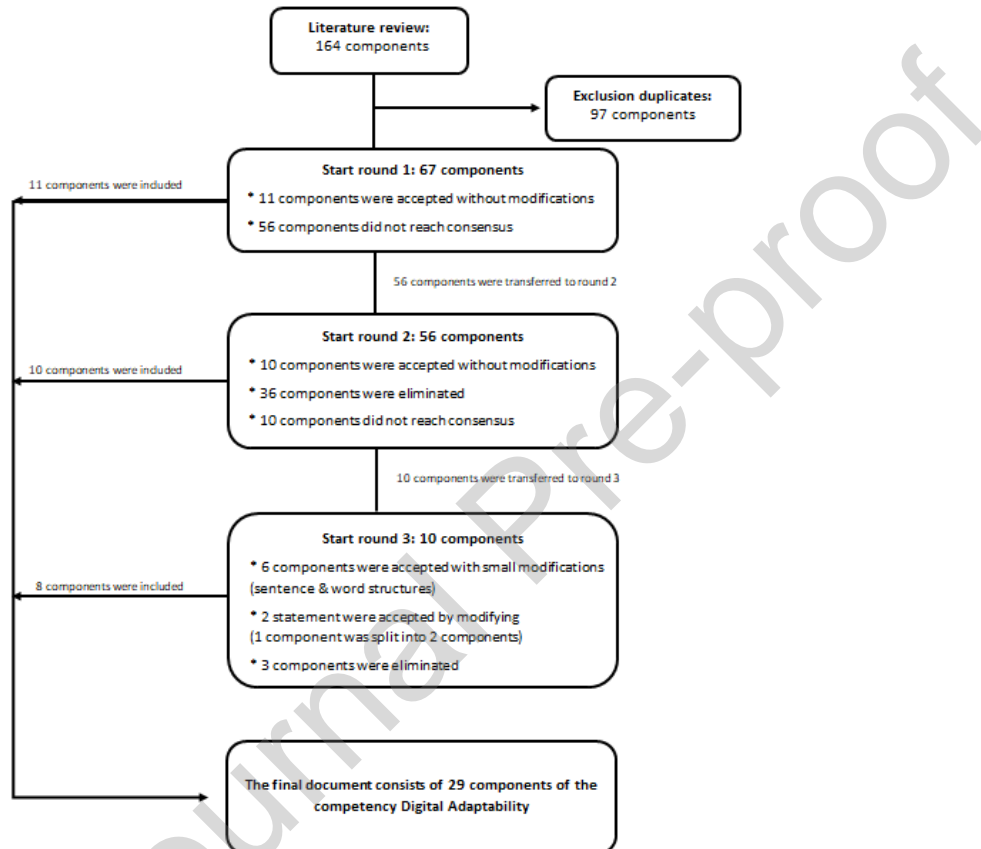 Literature review:
164 components
Exclusion duplicates:
97 components
Start round 1: 67 components
* 11 components were accepted without modifications
* 56 components did not reach consensus
11 components were included
56 components were transferred to round 2
Start round 2: 56 components
* 10 components were accepted without modifications
* 36 components were eliminated
* 10 components did not reach consensus
10 components were included
10 components were transferred to round 3
Start round 3: 10 components
* 6 components were accepted with small modifications
(sentence & word structures)
* 2 statement were accepted by modifying
(1 component was split into 2 components)
* 3 components were eliminated
8 components were included
The final document consists of 29 components of the
competency Digital Adaptability
ournal Pre-proof